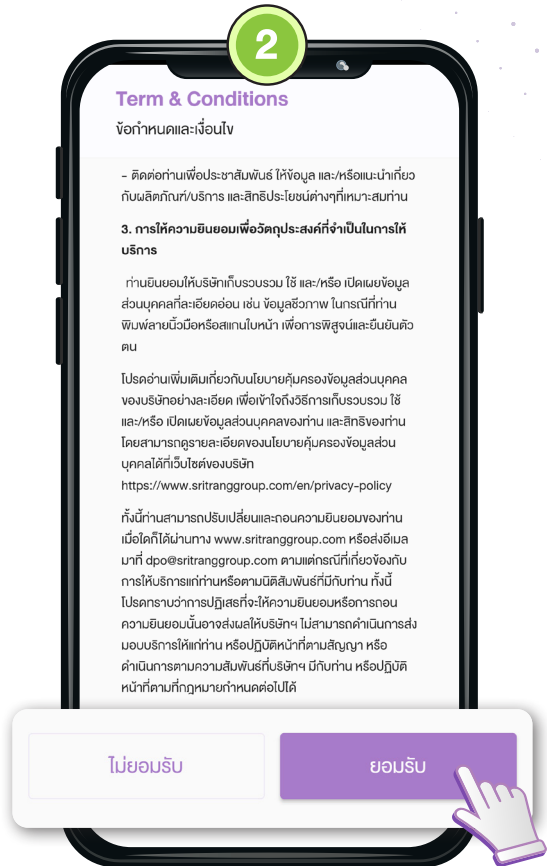 2
Term & Conditions
ข้อกำหนดและเงื่อนไข
- ติดต่อท่านเพื่อประชาสัมพันธ์ ให้ข้อมูล และ/หรือแนะนำเกี่ยว
กับผลิตภัณฑ์/บริการ และสิทธิประโยชน์ต่างๆที่เหมาะสมท่าน
3. การให้ความยินยอมเพื่อวัตถุประสงค์ที่จำเป็นในการให้
บริการ
ท่านยินยอมให้บริษัทเก็บรวบรวม ใช้ และ/หรือ เปิดเผยข้อมูล
ส่วนบุคคลที่ละเอียดอ่อน เช่น ข้อมูลชีวภาพ ในกรณีที่ท่าน
พิมพ์ลายนิ้วมือหรือสแกนใบหน้า เพื่อการพิสูจน์และยืนยันตัว
ตน
โปรดอ่านเพิ่มเติมเกี่ยวกับนโยบายคุ้มครองข้อมูลส่วนบุคคล
ของบริษัทอย่างละเอียด เพื่อเข้าใจถึงวิธีการเก็บรวบรวม ใช้
และ/หรือ เปิดเผยข้อมูลส่วนบุคคลของท่าน และสิทธิของท่าน
โดยสามารถดูรายละเอียดของนโยบายคุ้มครองข้อมูลส่วน
บุคคลได้ที่เว็บไซต์ของบริษัท
https://www.sritranggroup.com/en/privacy-policy
ทั้งนี้ท่านสามารถปรับเปลี่ยนและถอนความยินยอมของท่าน
เมื่อใดก็ได้ผ่านทาง www.sritranggroup.com หรือส่งอีเมล
มาที่ dpo@sritranggroup.com ตามแต่กรณีที่เกี่ยวข้องกับ
การให้บริการแก่ท่านหรือตามนิติสัมพันธ์ที่มีกับท่าน ทั้งนี้
โปรดทราบว่าการปฏิเสธที่จะให้ความยินยอมหรือการถอน
ความยินยอมนั้นอาจส่งผลให้บริษัทฯ ไม่สามารถดำเนินการส่ง
มอบบริการให้แก่ท่าน หรือปฏิบัติหน้าที่ตามสัญญา หรือ
ดำเนินการตามความสัมพันธ์ที่บริษัทฯ มีกับท่าน หรือปฏิบัติ
หน้าที่ตามที่กฎหมายกำหนดต่อไปได้
ไม่ยอมรับ
ยอมรับ